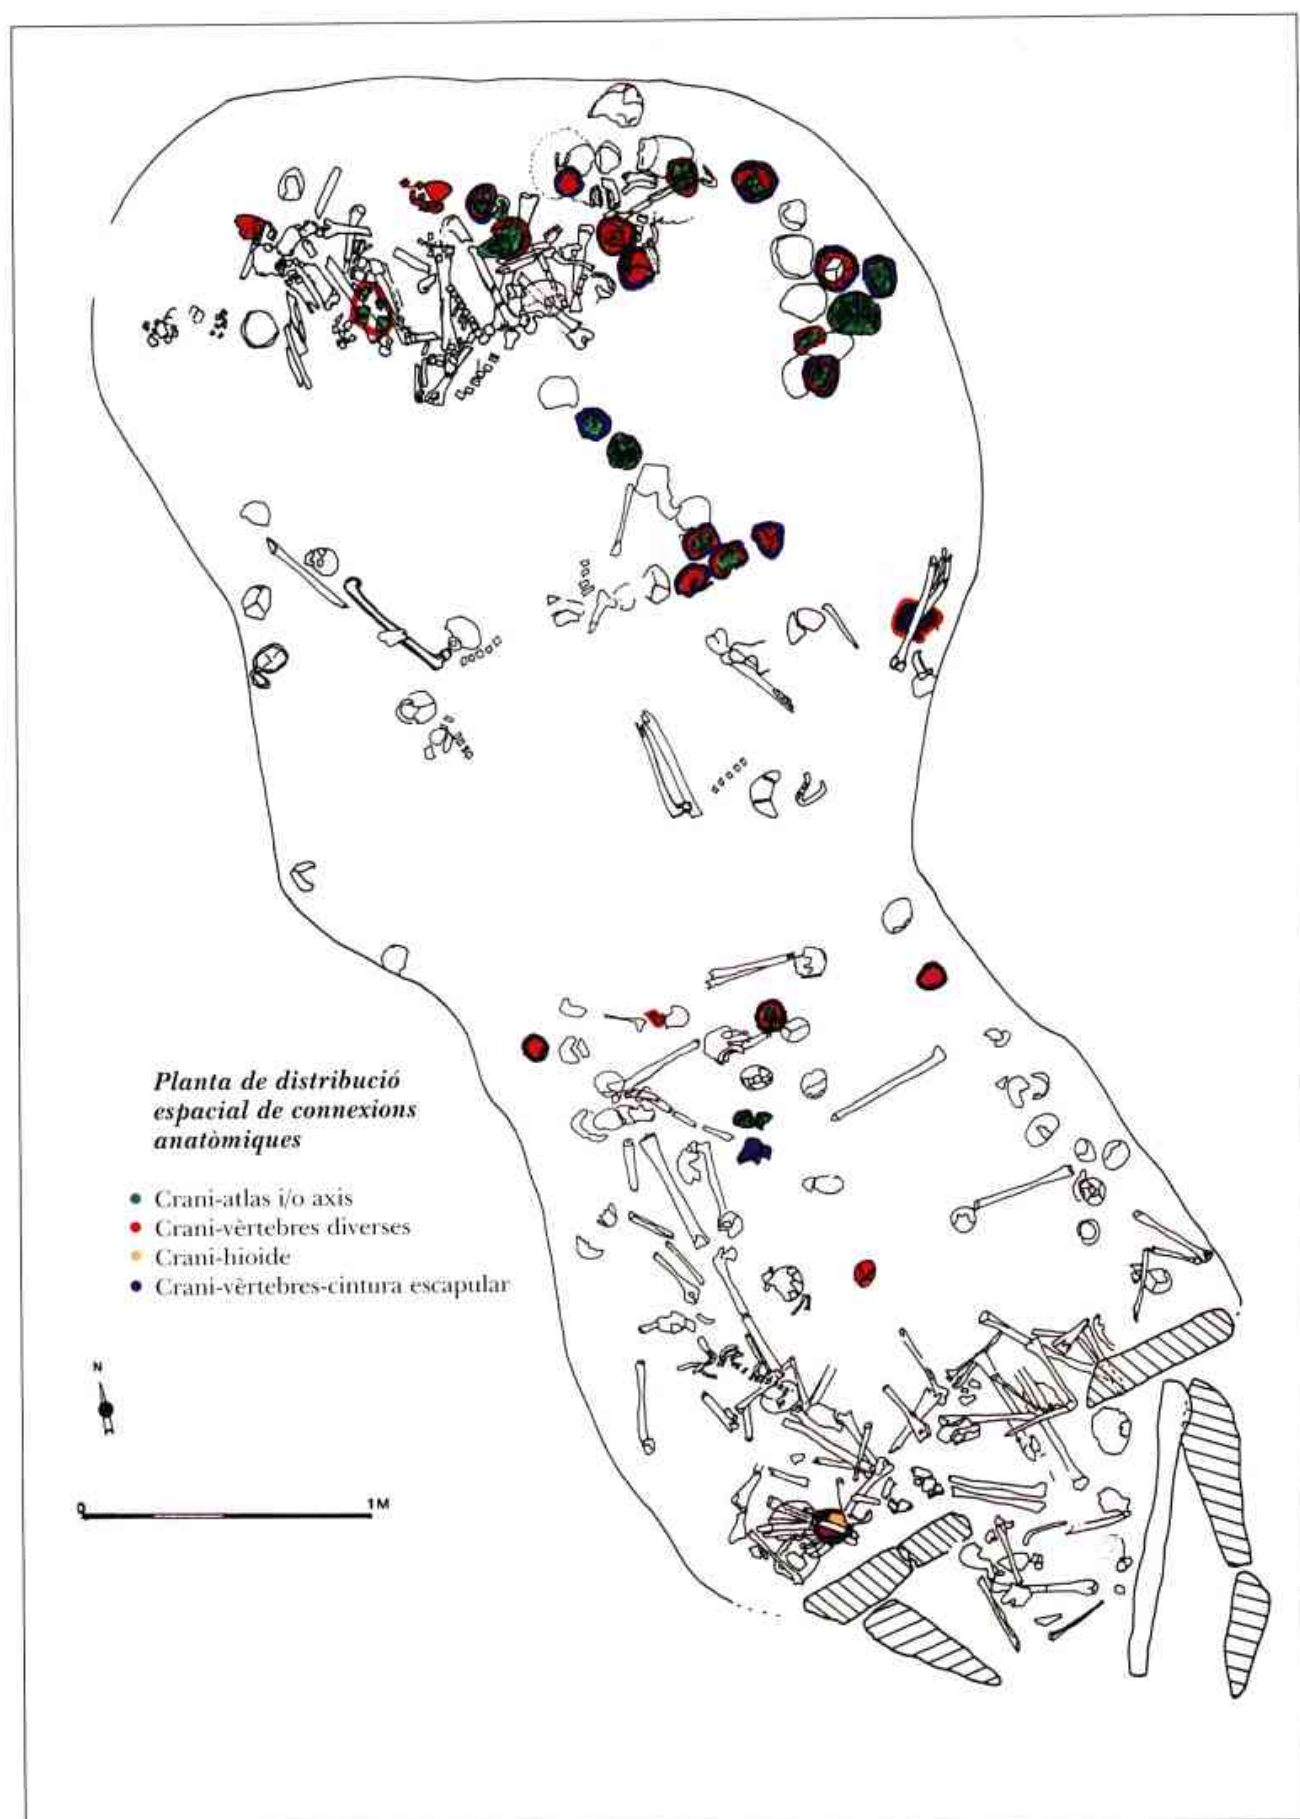 Planta de distribució
espacial de connexions
anatòmiques
Crani-atlas i/o axis
Crani-vèrtebres diverses
Crani-hioide
Crani-vèrtebres-cintura escapular
N
0 1M